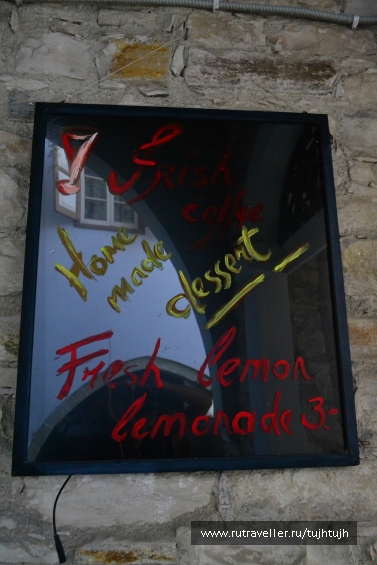 ! Irish
coffee
Home
made
dessert
Fresh lemon
lemonade 3.-
www.rutraveller.ru/tujhtujh